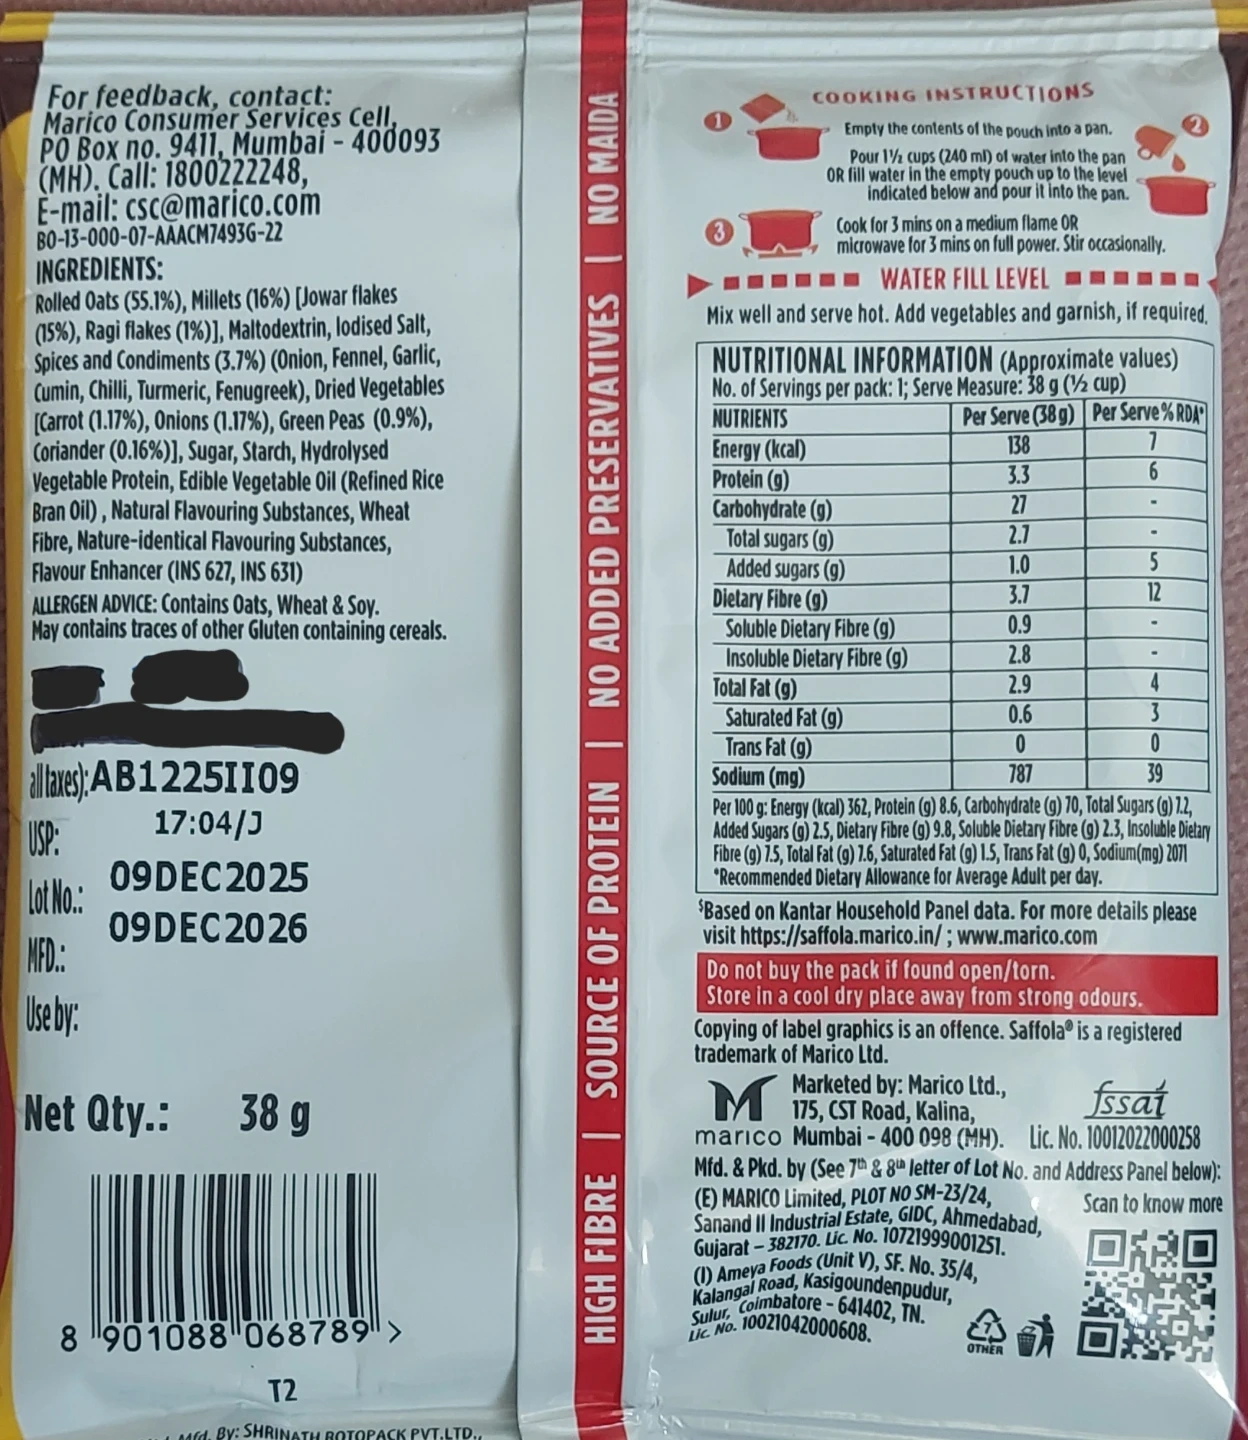 For feedback, contact:
Marico Consumer Services Cell,
PO Box no. 9411, Mumbai - 400093
(MH). Call: 1800222248,
E-mail: csc@marico.com
BO-13-000-07-AAACM7493G-22
INGREDIENTS:
Rolled Oats (55.1%), Millets (16%) [Jowar flakes
(15%), Ragi flakes (1%)], Maltodextrin, Iodised Salt,
Spices and Condiments (3.7%) (Onion, Fennel, Garlic,
Cumin, Chilli, Turmeric, Fenugreek), Dried Vegetables
[Carrot (1.17%), Onions (1.17%), Green Peas (0.9%),
Coriander (0.16%)], Sugar, Starch, Hydrolysed
Vegetable Protein, Edible Vegetable Oil (Refined Rice
Bran Oil) , Natural Flavouring Substances, Wheat
Fibre, Nature-identical Flavouring Substances,
Flavour Enhancer (INS 627, INS 631)
ALLERGEN ADVICE: Contains Oats, Wheat & Soy.
May contains traces of other Gluten containing cereals.
all taxes): AB1225II09
USP: 17:04/J
Lot No.: 09DEC2025
MFD.: 09DEC2026
Use by:
Net Qty.: 38 g
8 901088 068789 >
T2
Mfd. By: SHRINATH ROTOPACK PVT.LTD.,
HIGH FIBRE | SOURCE OF PROTEIN | NO ADDED PRESERVATIVES | NO MAIDA
COOKING INSTRUCTIONS
1 Empty the contents of the pouch into a pan.
2
Pour 1½ cups (240 ml) of water into the pan
OR fill water in the empty pouch up to the level
indicated below and pour it into the pan.
3 Cook for 3 mins on a medium flame OR
microwave for 3 mins on full power. Stir occasionally.
WATER FILL LEVEL
Mix well and serve hot. Add vegetables and garnish, if required.
NUTRITIONAL INFORMATION (Approximate values)
No. of Servings per pack: 1; Serve Measure: 38 g (½ cup)
NUTRIENTS Per Serve (38 g) Per Serve % RDA*
Energy (kcal) 138 7
Protein (g) 3.3 6
Carbohydrate (g) 27 -
Total sugars (g) 2.7 -
Added sugars (g) 1.0 5
Dietary Fibre (g) 3.7 12
Soluble Dietary Fibre (g) 0.9 -
Insoluble Dietary Fibre (g) 2.8 -
Total Fat (g) 2.9 4
Saturated Fat (g) 0.6 3
Trans Fat (g) 0 0
Sodium (mg) 787 39
Per 100 g: Energy (kcal) 362, Protein (g) 8.6, Carbohydrate (g) 70, Total Sugars (g) 7.2,
Added Sugars (g) 2.5, Dietary Fibre (g) 9.8, Soluble Dietary Fibre (g) 2.3, Insoluble Dietary
Fibre (g) 7.5, Total Fat (g) 7.6, Saturated Fat (g) 1.5, Trans Fat (g) 0, Sodium(mg) 2071
*Recommended Dietary Allowance for Average Adult per day.
$Based on Kantar Household Panel data. For more details please
visit https://saffola.marico.in/ ; www.marico.com
Do not buy the pack if found open/torn.
Store in a cool dry place away from strong odours.
Copying of label graphics is an offence. Saffola® is a registered
trademark of Marico Ltd.
marico
Marketed by: Marico Ltd.,
175, CST Road, Kalina,
Mumbai - 400 098 (MH).
fssai
Lic. No. 10012022000258
Mfd. & Pkd. by (See 7th & 8th letter of Lot No. and Address Panel below):
(E) MARICO Limited, PLOT NO SM-23/24,
Sanand II Industrial Estate, GIDC, Ahmedabad,
Gujarat - 382170. Lic. No. 10721999001251.
(I) Ameya Foods (Unit V), SF. No. 35/4,
Kalangal Road, Kasigoundenpudur,
Sulur, Coimbatore - 641402, TN.
Lic. No. 10021042000608.
Scan to know more
7
OTHER